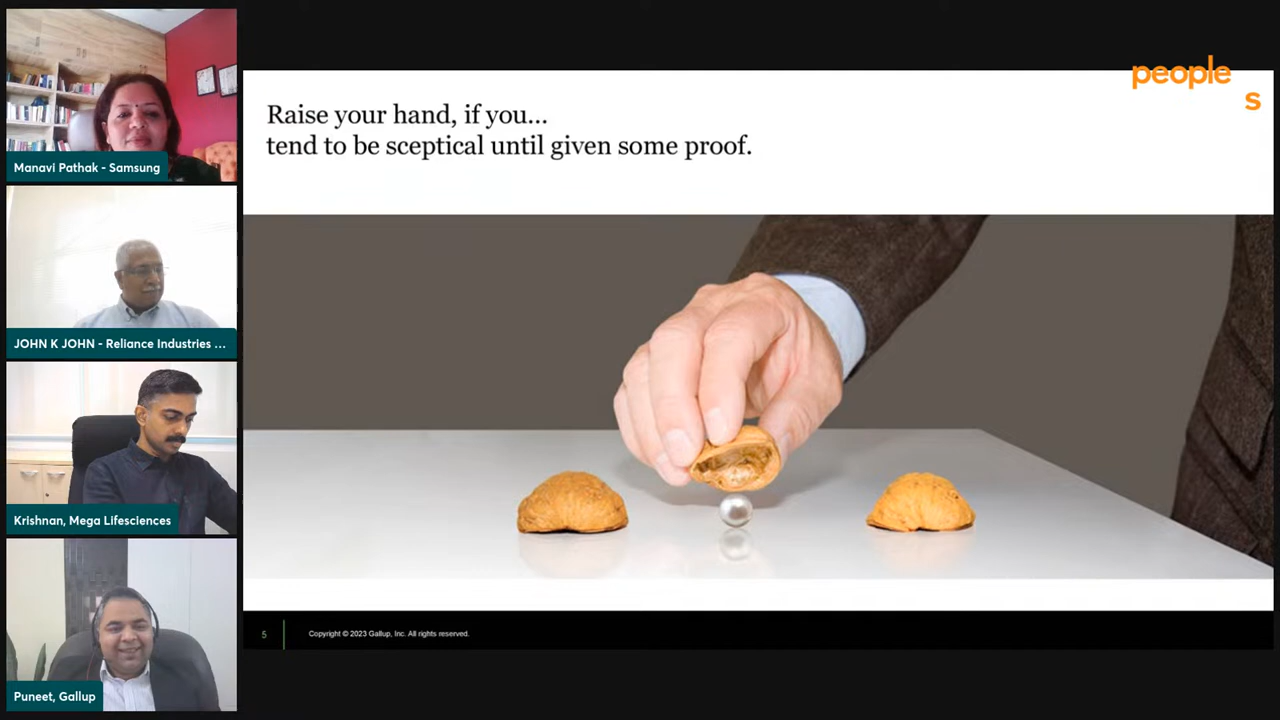 Manavi Pathak - Samsung
JOHN K JOHN - Reliance Industries ...
Krishnan, Mega Lifesciences
Puneet, Gallup
people
s
Raise your hand, if you...
tend to be sceptical until given some proof.
5
Copyright © 2023 Gallup, Inc. All rights reserved.